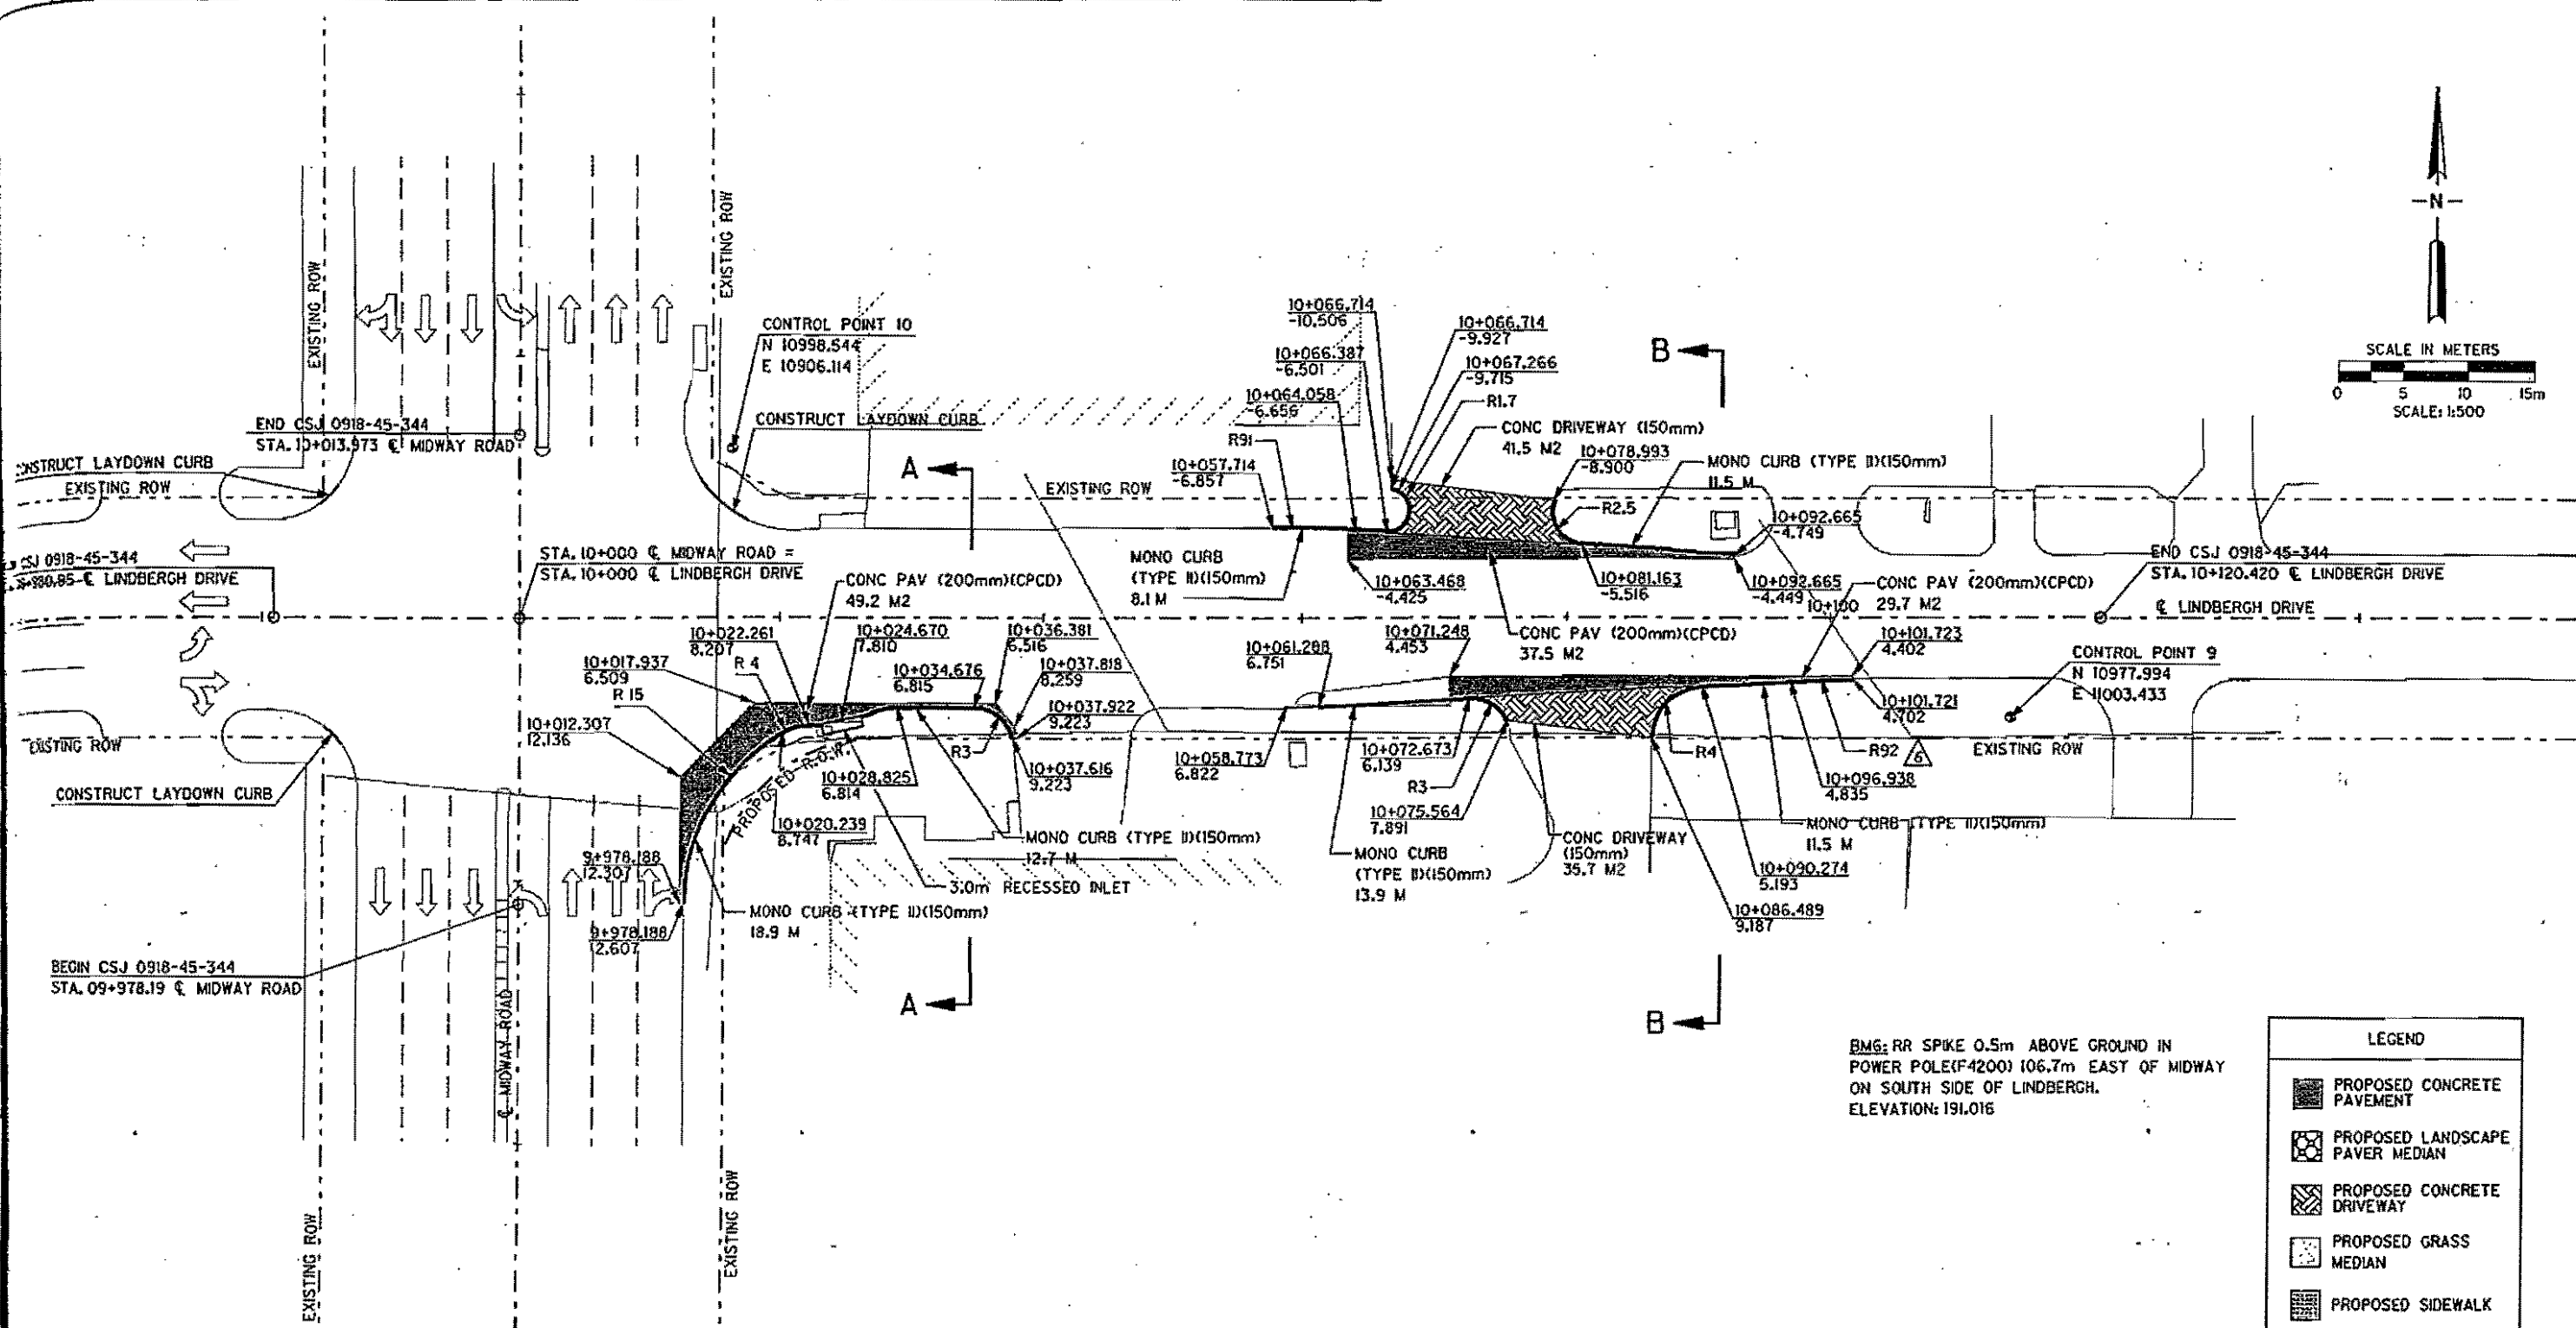 EXISTING ROW
EXISTING ROW
CONTROL POINT 10
N 10998.544
E 10906.114
CONSTRUCT LAYDOWN CURB
END CSJ 0918-45-344
STA. 10+013.973 ℄ MIDWAY ROAD
CONSTRUCT LAYDOWN CURB
EXISTING ROW
CSJ 0918-45-344
℄ LINDBERGH DRIVE
STA. 10+000 ℄ MIDWAY ROAD =
STA. 10+000 ℄ LINDBERGH DRIVE
A
EXISTING ROW
10+066.714
-10.506
10+066.387
-6.501
10+064.058
-6.656
R91
10+057.714
-6.857
10+066.714
-9.927
10+067.266
-9.715
R1.7
CONC DRIVEWAY (150mm)
41.5 M2
10+078.993
-8.900
MONO CURB (TYPE II)(150mm)
11.5 M
R2.5
B
10+092.665
-4.749
N
SCALE IN METERS
0 5 10 15m
SCALE: 1:500
MONO CURB
(TYPE II)(150mm)
8.1 M
10+063.468
-4.425
10+081.163
-5.516
10+092.665
-4.449
10+100
CONC PAV (200mm)(CPCD)
29.7 M2
END CSJ 0918-45-344
STA. 10+120.420 ℄ LINDBERGH DRIVE
℄ LINDBERGH DRIVE
CONC PAV (200mm)(CPCD)
49.2 M2
10+022.261
8.207
10+024.670
7.810
10+036.381
6.516
10+017.937
6.509
R 4
R 15
10+034.676
6.815
10+037.818
8.259
10+012.307
12.136
10+037.922
9.223
10+037.616
9.223
R3
10+028.825
6.814
PROPOSED R.O.W.
10+020.239
8.747
EXISTING ROW
CONSTRUCT LAYDOWN CURB
10+061.288
6.751
10+071.248
4.453
CONC PAV (200mm)(CPCD)
37.5 M2
10+101.723
4.402
CONTROL POINT 9
N 10977.994
E 11003.433
10+101.721
4.702
10+058.773
6.822
10+072.673
6.139
R3
R4
R92
6
EXISTING ROW
10+096.938
4.835
10+075.564
7.891
MONO CURB (TYPE II)(150mm)
12.7 M
MONO CURB
(TYPE II)(150mm)
13.9 M
CONC DRIVEWAY
(150mm)
35.7 M2
MONO CURB (TYPE II)(150mm)
11.5 M
10+090.274
5.193
10+086.489
9.187
9+978.188
12.307
3.0m RECESSED INLET
MONO CURB (TYPE II)(150mm)
18.9 M
9+978.188
12.607
BEGIN CSJ 0918-45-344
STA. 09+978.19 ℄ MIDWAY ROAD
℄ MIDWAY ROAD
A
B
BM6: RR SPIKE 0.5m ABOVE GROUND IN
POWER POLE(F4200) 106.7m EAST OF MIDWAY
ON SOUTH SIDE OF LINDBERGH.
ELEVATION: 191.016
EXISTING ROW
EXISTING ROW
LEGEND
PROPOSED CONCRETE
PAVEMENT
PROPOSED LANDSCAPE
PAVER MEDIAN
PROPOSED CONCRETE
DRIVEWAY
PROPOSED GRASS
MEDIAN
PROPOSED SIDEWALK